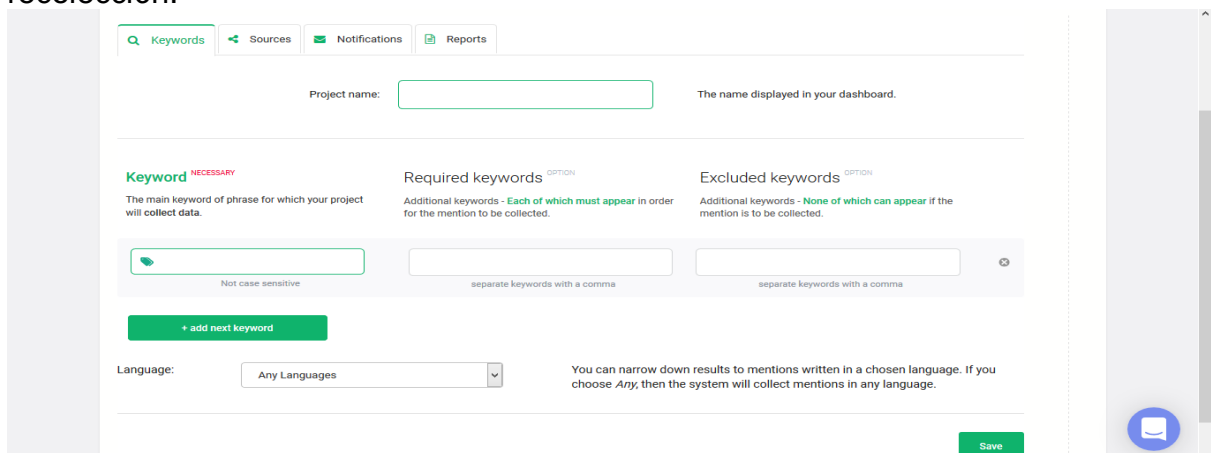 Keywords Sources Notifications Reports
Project name: The name displayed in your dashboard.
Keyword NECESSARY
The main keyword of phrase for which your project
will collect data.
Required keywords OPTION
Additional keywords - Each of which must appear in order
for the mention to be collected.
Excluded keywords OPTION
Additional keywords - None of which can appear if the
mention is to be collected.
Not case sensitive
separate keywords with a comma
separate keywords with a comma
+ add next keyword
Language: Any Languages
You can narrow down results to mentions written in a chosen language. If you
choose Any, then the system will collect mentions in any language.
Save